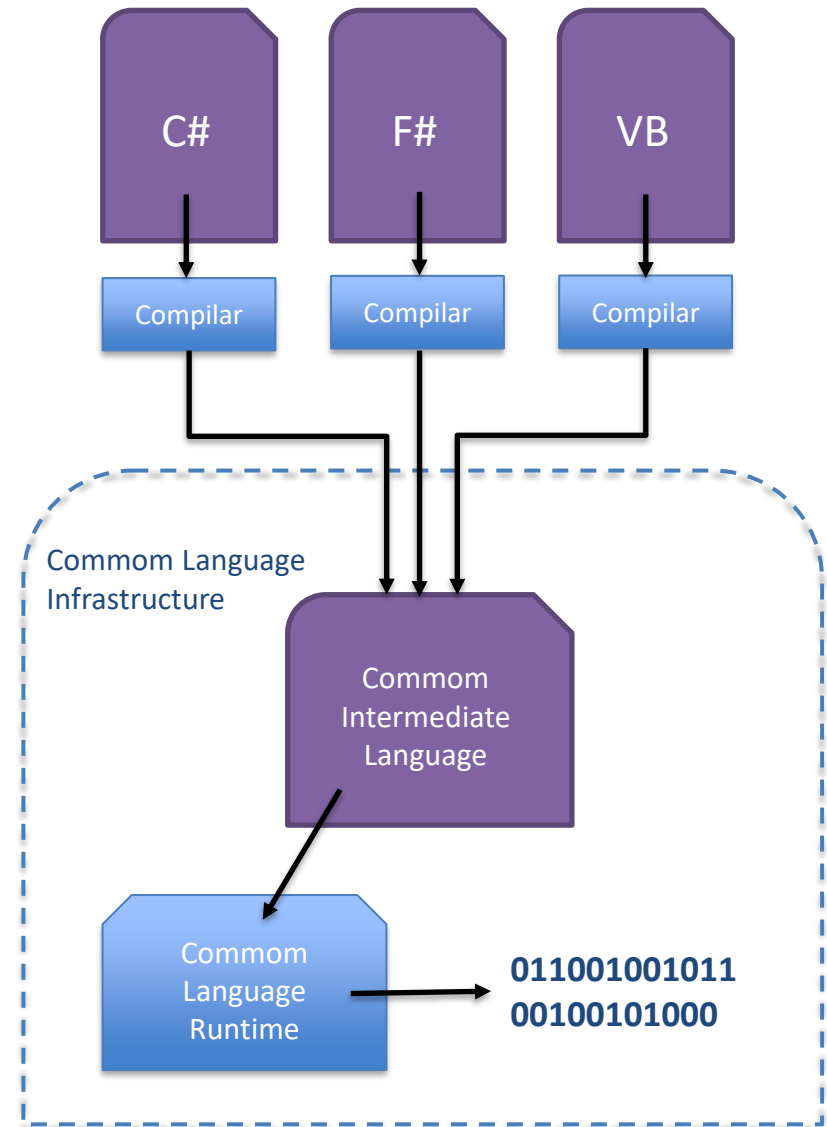 C#
F#
VB
Compilar
Compilar
Compilar
Commom Language
Infrastructure
Commom
Intermediate
Language
Commom
Language
Runtime
011001001011
00100101000